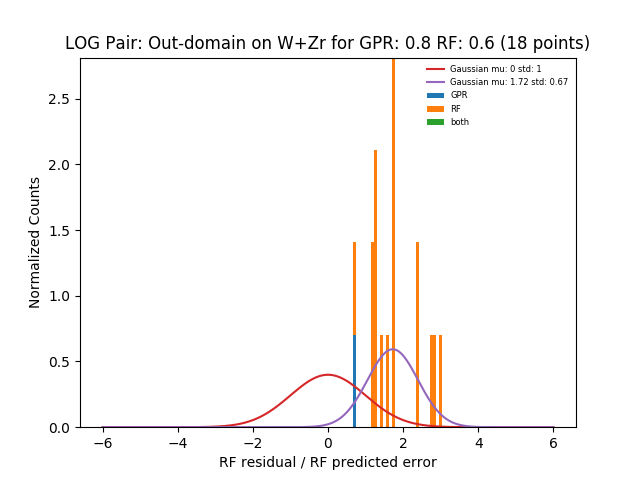 LOG Pair: Out-domain on W+Zr for GPR: 0.8 RF: 0.6 (18 points)
Gaussian mu: 0 std: 1
Gaussian mu: 1.72 std: 0.67
GPR
RF
both
Normalized Counts
2.5
2.0
1.5
1.0
0.5
0.0
−6 −4 −2 0 2 4 6
RF residual / RF predicted error